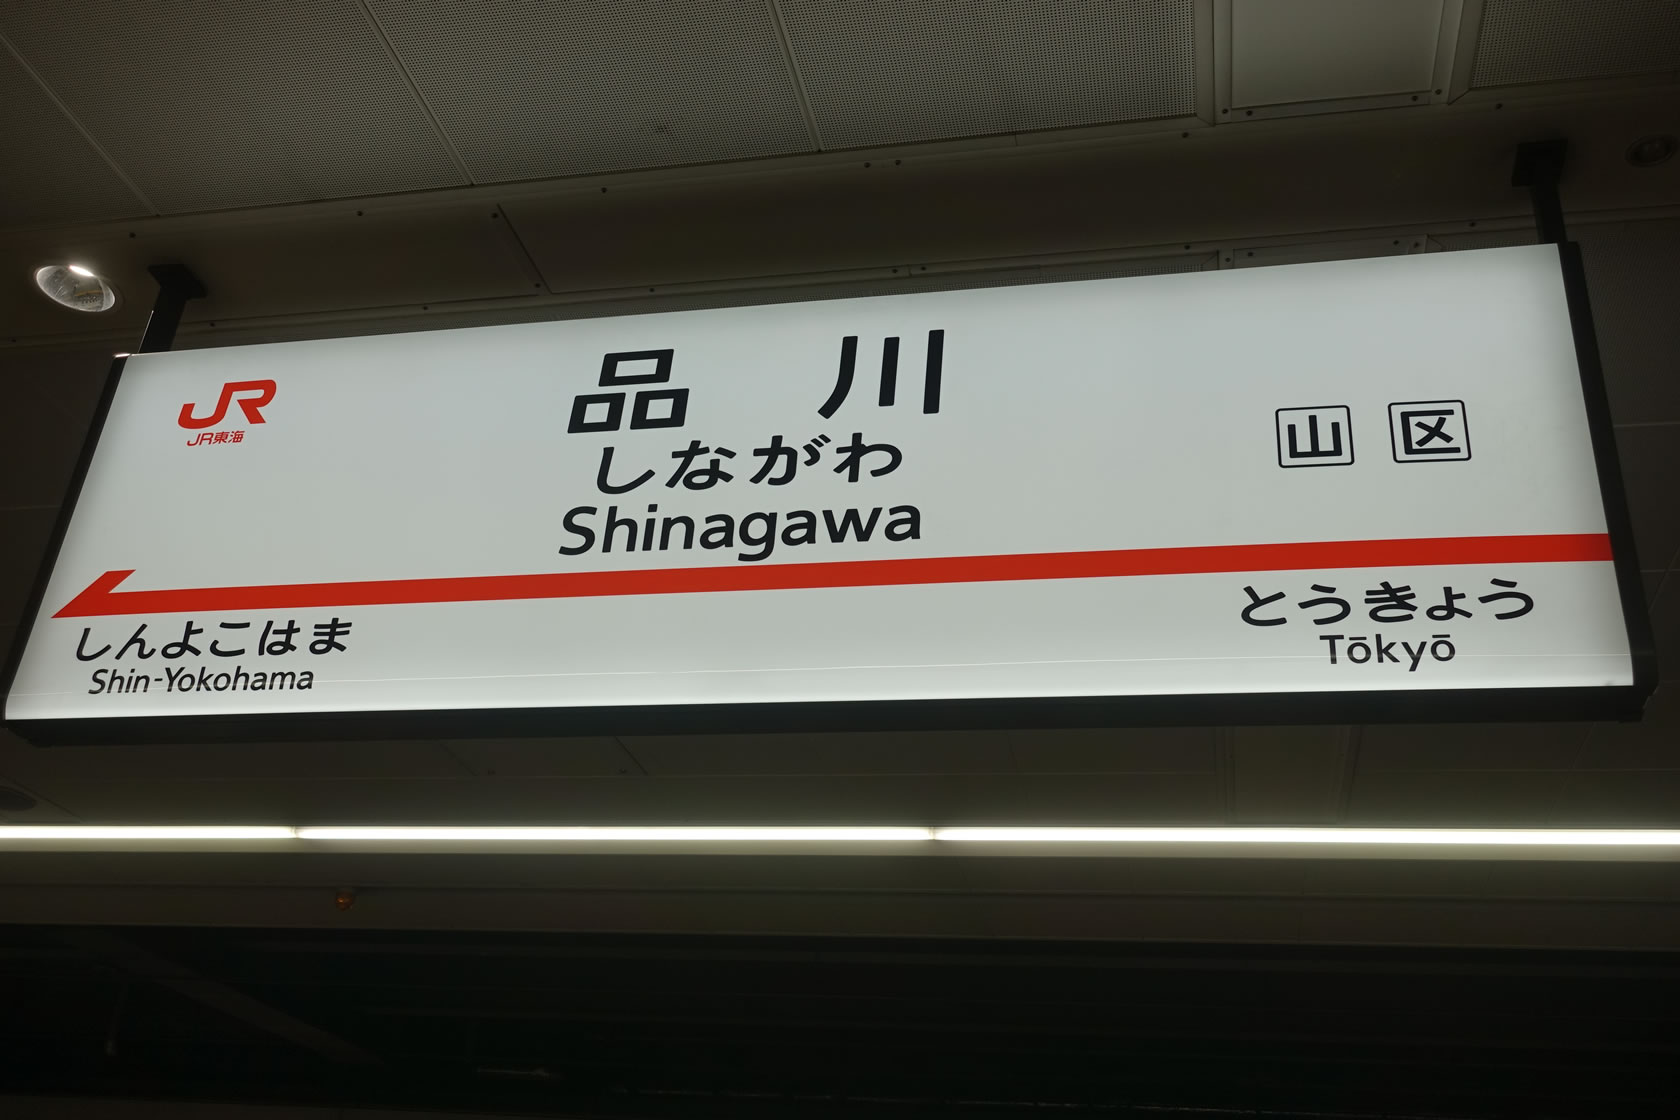 JR
JR東海
品川
しながわ
Shinagawa
山 区
しんよこはま
Shin-Yokohama
とうきょう
Tōkyō